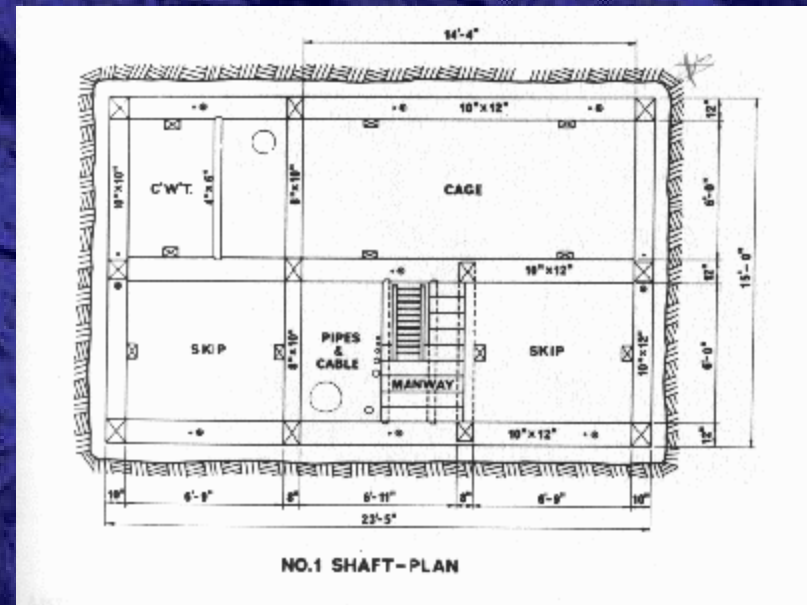 14'-4"
10"X12"
12"
10"X10"
C'W'T.
4"X6"
8"X10"
CAGE
6'-0"
15'-0"
10"X12"
12"
SKIP
8"X10"
PIPES
&
CABLE
MANWAY
SKIP
10"X12"
6'-0"
10"X12"
12"
10" 6'-9" 8" 6'-11" 8" 6'-9" 10"
23'-5"
NO.1 SHAFT-PLAN